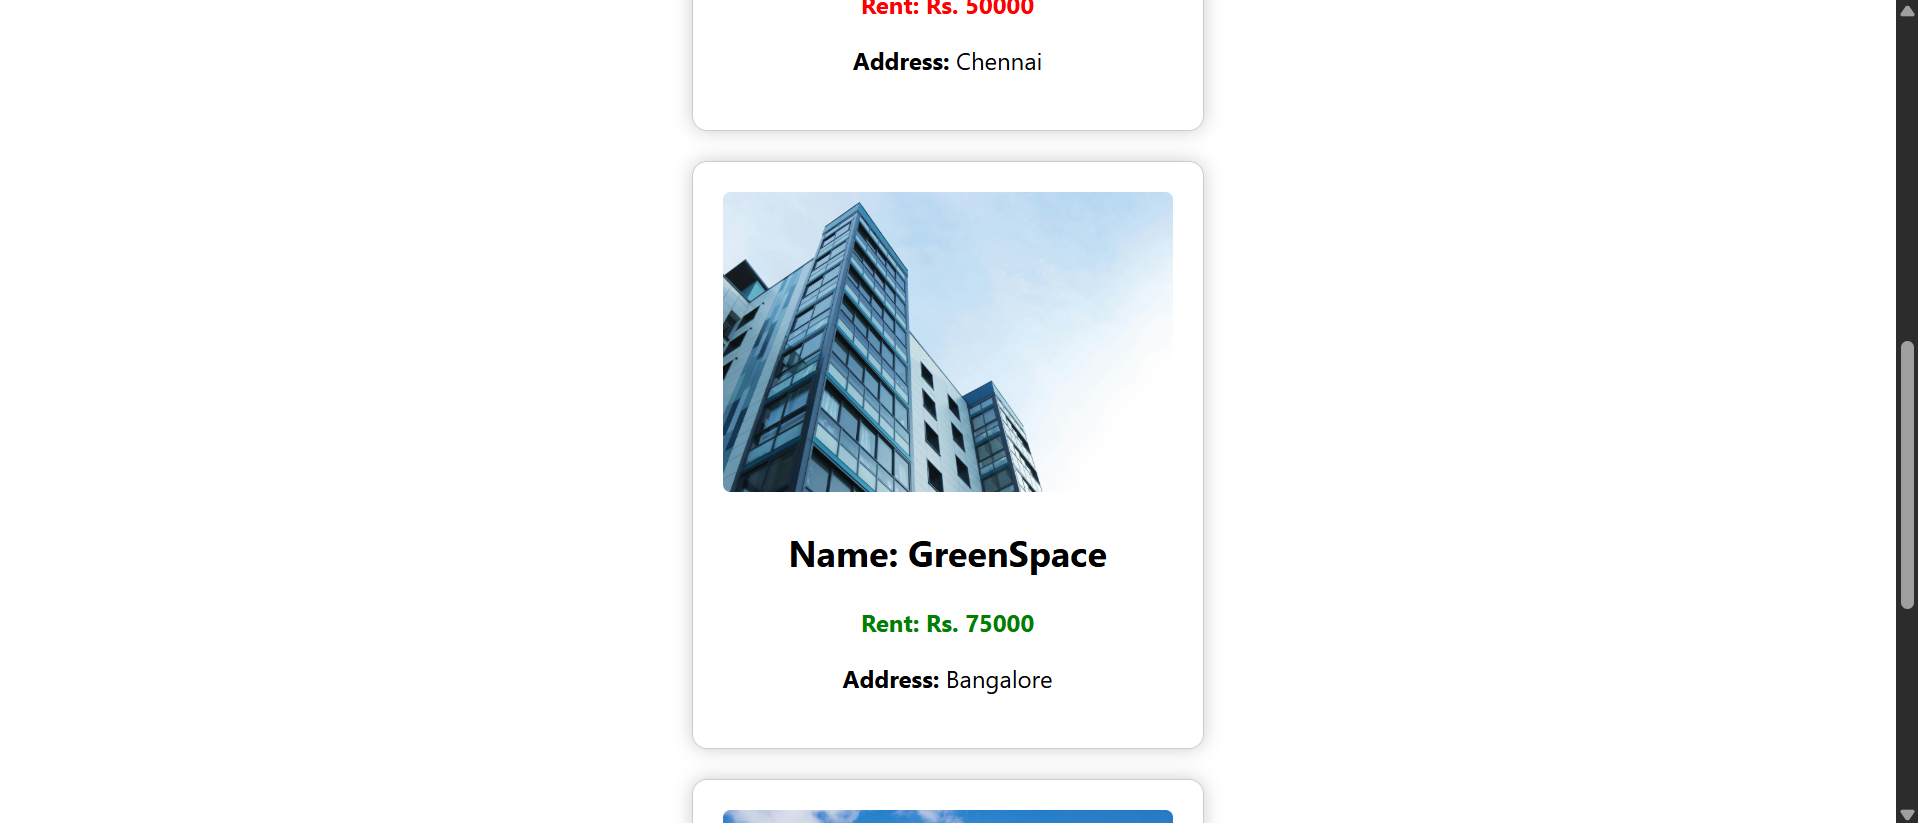 Rent: Rs. 50000
Address: Chennai
Name: GreenSpace
Rent: Rs. 75000
Address: Bangalore